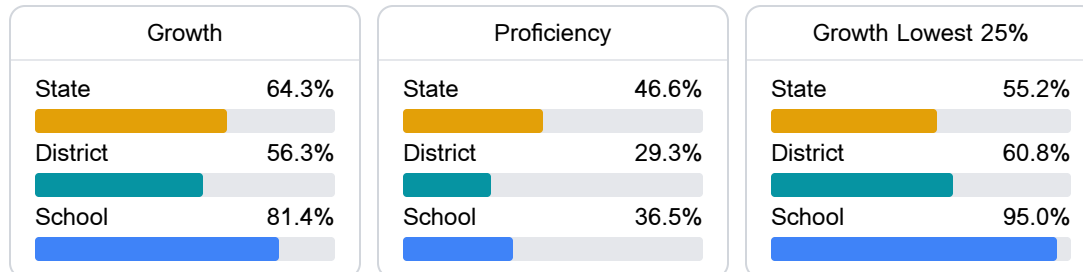 Growth
State 64.3%
District 56.3%
School 81.4%
Proficiency
State 46.6%
District 29.3%
School 36.5%
Growth Lowest 25%
State 55.2%
District 60.8%
School 95.0%